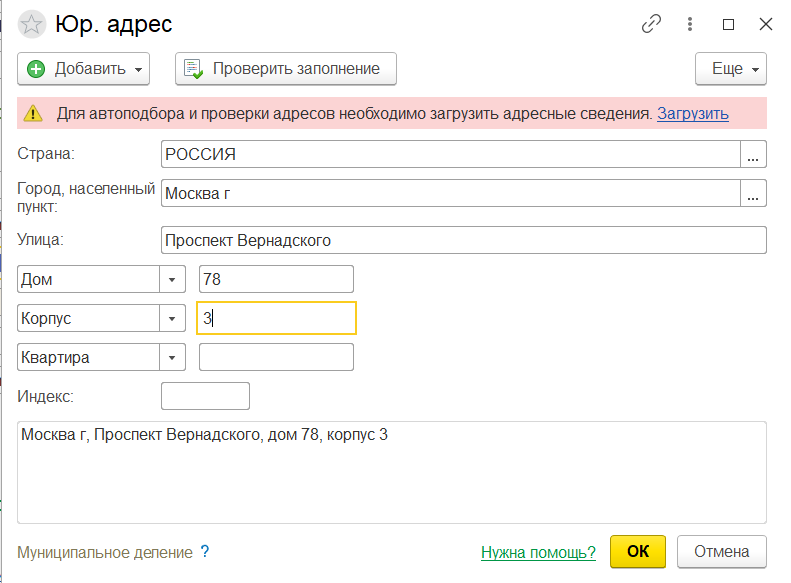 Юр. адрес
Добавить
Проверить заполнение
Еще
Для автоподбора и проверки адресов необходимо загрузить адресные сведения. Загрузить
Страна:
РОССИЯ
...
Город, населенный
пункт:
Москва г
...
Улица:
Проспект Вернадского
Дом
78
Корпус
3
Квартира
Индекс:
Москва г, Проспект Вернадского, дом 78, корпус 3
Муниципальное деление ?
Нужна помощь?
ОК
Отмена